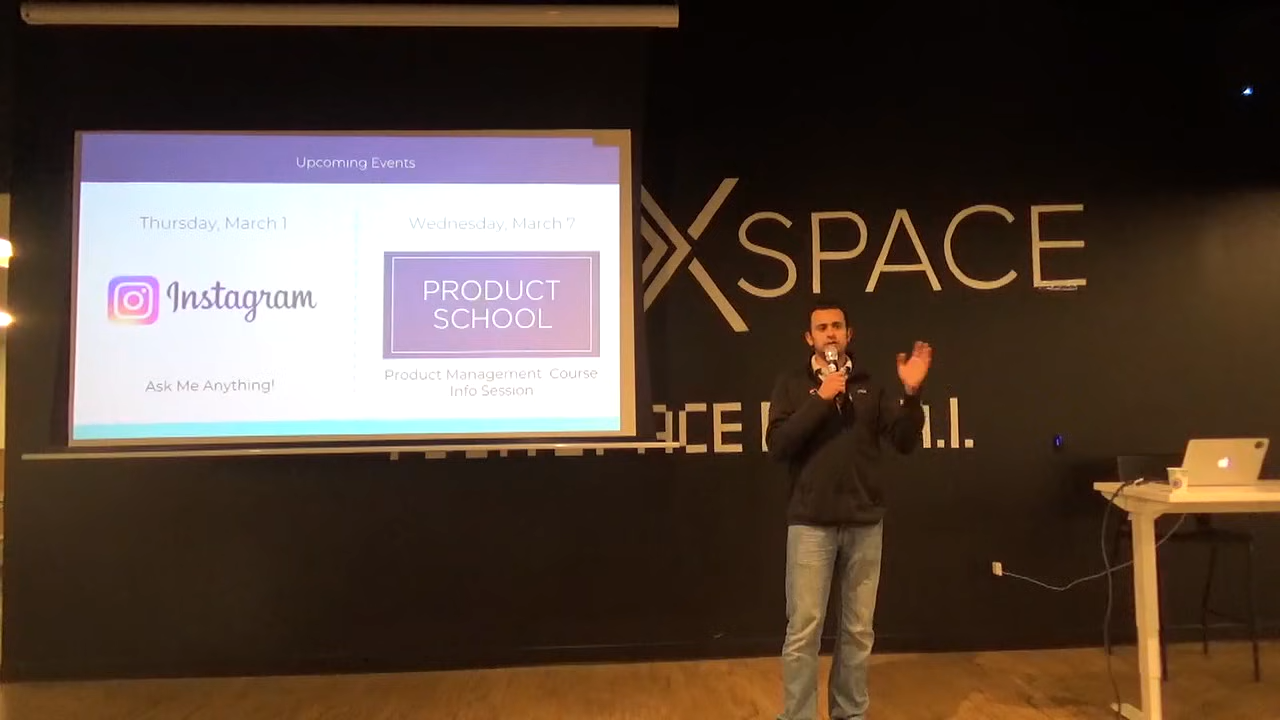 Upcoming Events
Thursday, March 1
Instagram
Ask Me Anything!
Wednesday, March 7
PRODUCT
SCHOOL
Product Management Course
Info Session
XSPACE